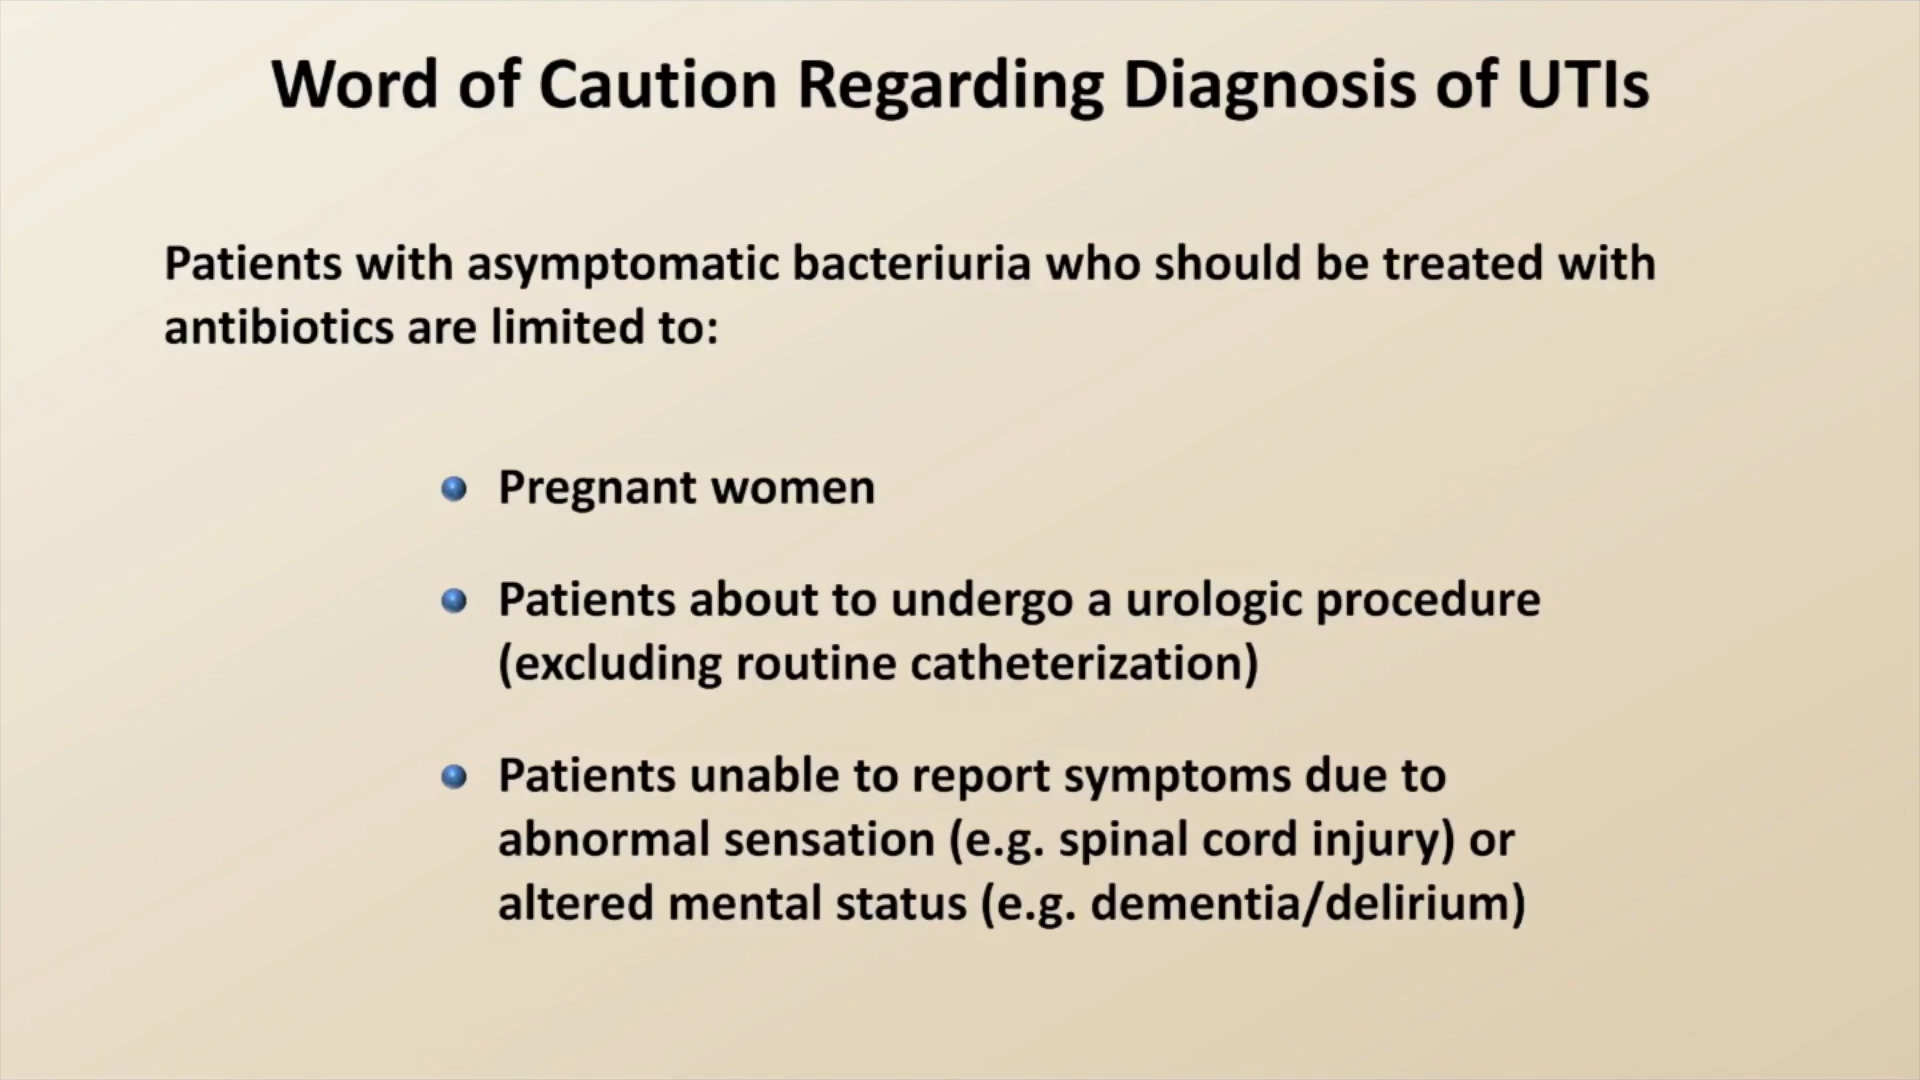 Word of Caution Regarding Diagnosis of UTIs
Patients with asymptomatic bacteriuria who should be treated with
antibiotics are limited to:
Pregnant women
Patients about to undergo a urologic procedure
(excluding routine catheterization)
Patients unable to report symptoms due to
abnormal sensation (e.g. spinal cord injury) or
altered mental status (e.g. dementia/delirium)